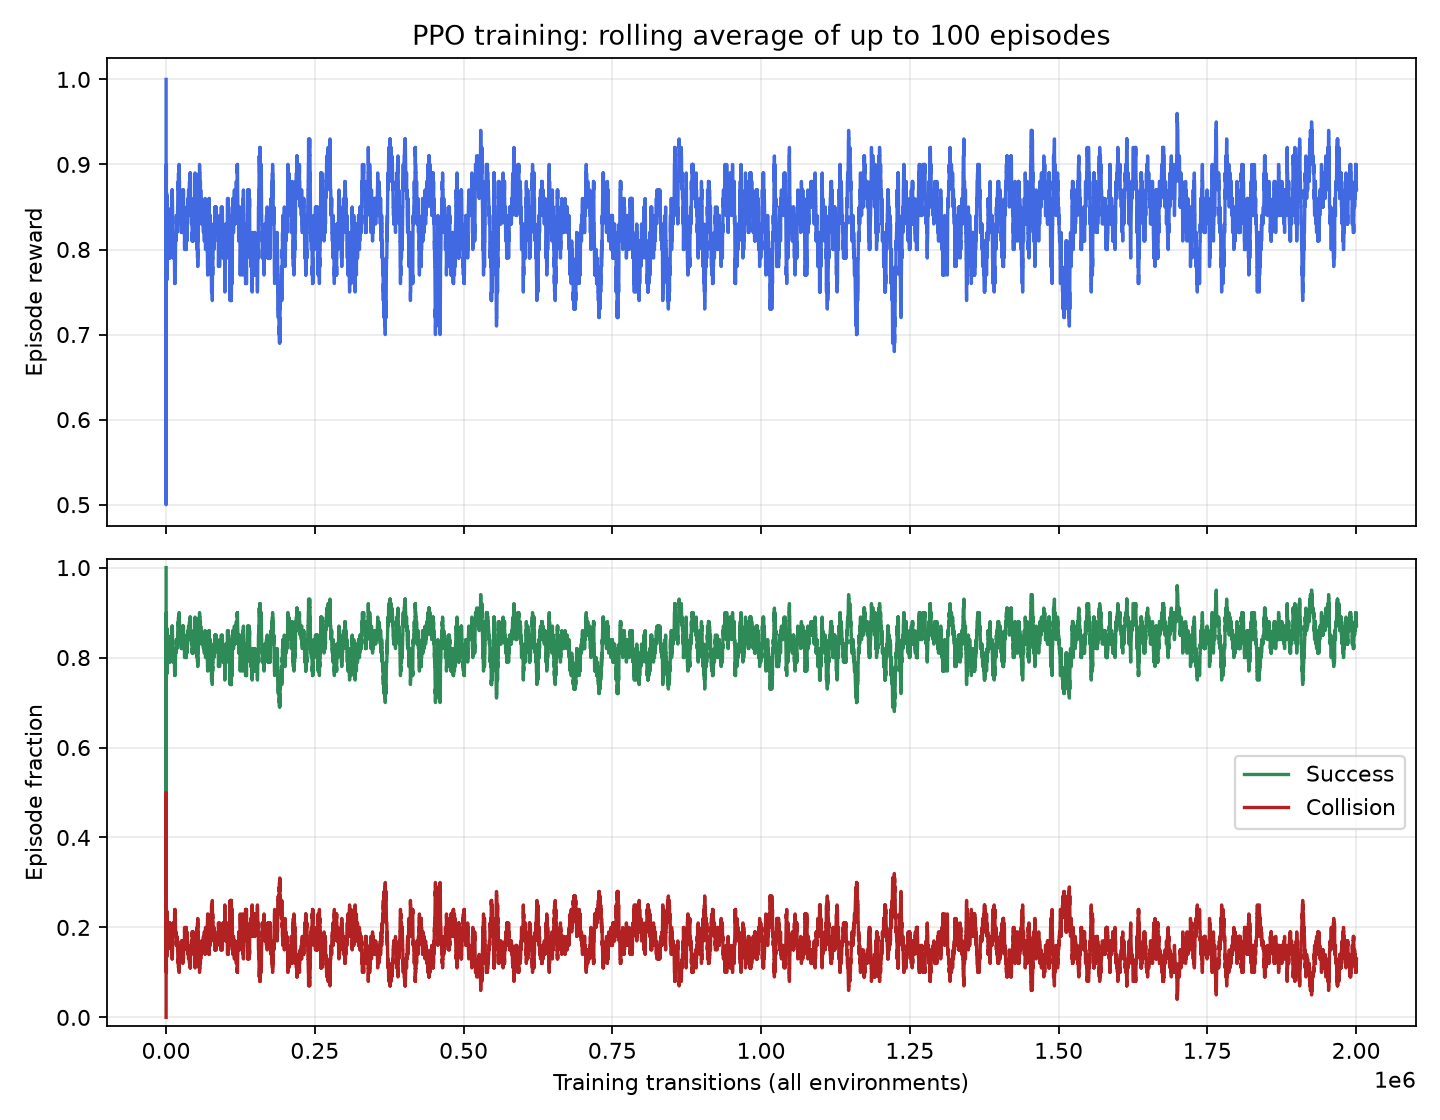 PPO training: rolling average of up to 100 episodes
1.0
0.9
0.8
0.7
0.6
0.5
Episode reward
1.0
0.8
0.6
0.4
0.2
0.0
Episode fraction
Success
Collision
0.00 0.25 0.50 0.75 1.00 1.25 1.50 1.75 2.00
1e6
Training transitions (all environments)